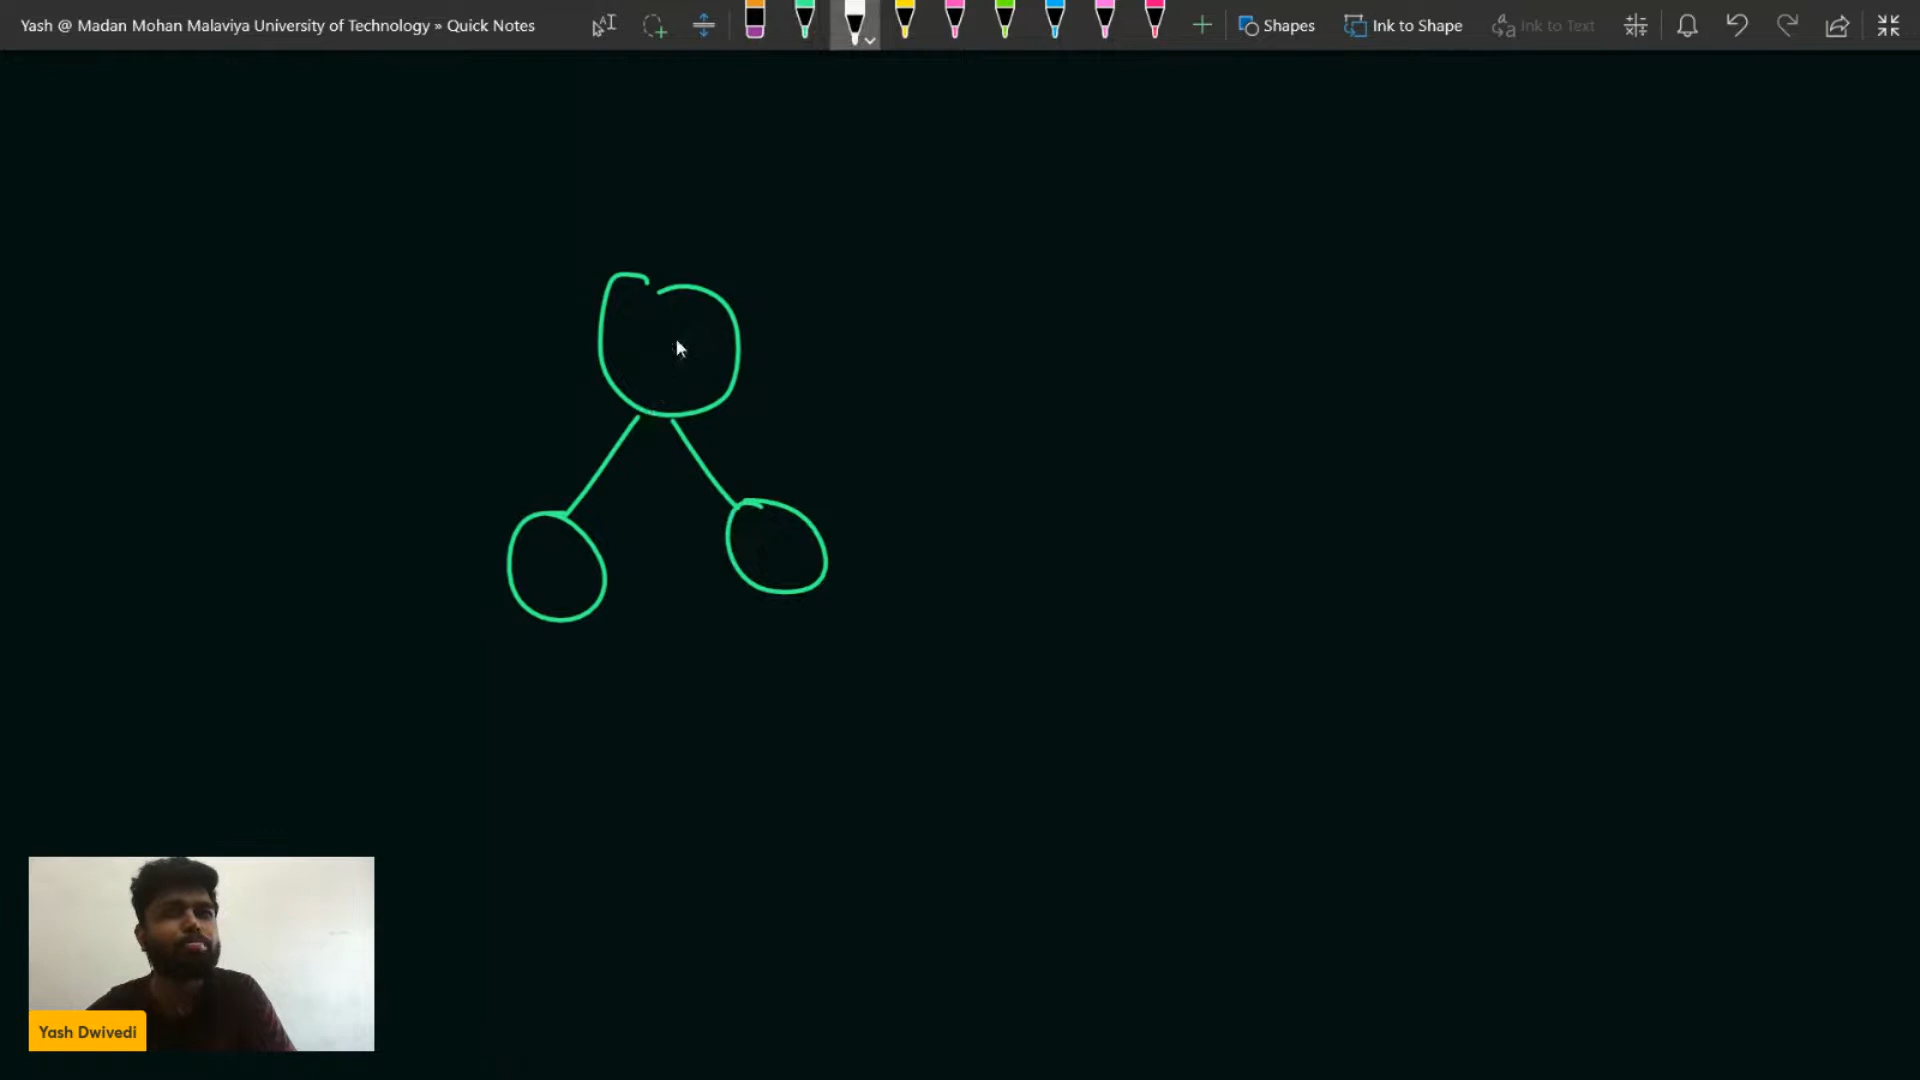 Yash @ Madan Mohan Malaviya University of Technology » Quick Notes
Shapes
Ink to Shape
Ink to Text
Yash Dwivedi